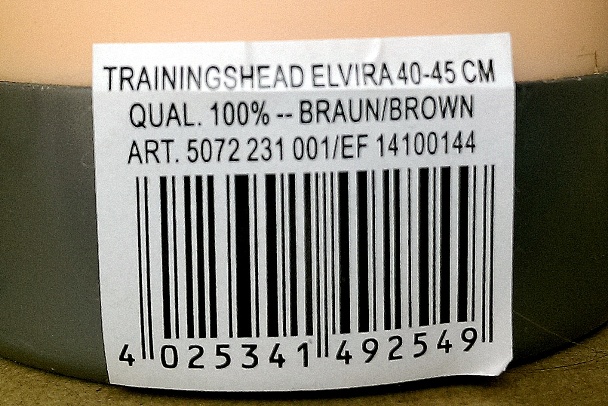 TRAININGSHEAD ELVIRA 40-45 CM
QUAL. 100% -- BRAUN/BROWN
ART. 5072 231 001/EF 14100144
4 025341 492549